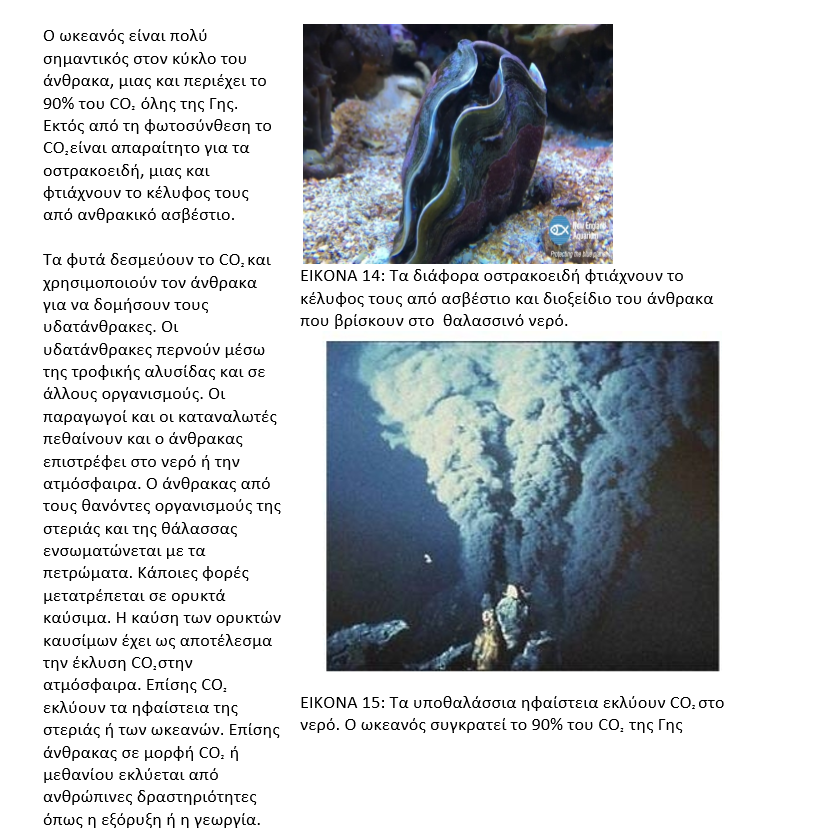 Ο ωκεανός είναι πολύ
σημαντικός στον κύκλο του
άνθρακα, μιας και περιέχει το
90% του CO₂ όλης της Γης.
Εκτός από τη φωτοσύνθεση το
CO₂είναι απαραίτητο για τα
οστρακοειδή, μιας και
φτιάχνουν το κέλυφος τους
από ανθρακικό ασβέστιο.
Τα φυτά δεσμεύουν το CO₂ και
χρησιμοποιούν τον άνθρακα
για να δομήσουν τους
υδατάνθρακες. Οι
υδατάνθρακες περνούν μέσω
της τροφικής αλυσίδας και σε
άλλους οργανισμούς. Οι
παραγωγοί και οι καταναλωτές
πεθαίνουν και ο άνθρακας
επιστρέφει στο νερό ή την
ατμόσφαιρα. Ο άνθρακας από
τους θανόντες οργανισμούς της
στεριάς και της θάλασσας
ενσωματώνεται με τα
πετρώματα. Κάποιες φορές
μετατρέπεται σε ορυκτά
καύσιμα. Η καύση των ορυκτών
καυσίμων έχει ως αποτέλεσμα
την έκλυση CO₂στην
ατμόσφαιρα. Επίσης CO₂
εκλύουν τα ηφαίστεια της
στεριάς ή των ωκεανών. Επίσης
άνθρακας σε μορφή CO₂ ή
μεθανίου εκλύεται από
ανθρώπινες δραστηριότητες
όπως η εξόρυξη ή η γεωργία.
New England
Aquarium
Protecting the blue planet
ΕΙΚΟΝΑ 14: Τα διάφορα οστρακοειδή φτιάχνουν το
κέλυφος τους από ασβέστιο και διοξείδιο του άνθρακα
που βρίσκουν στο θαλασσινό νερό.
ΕΙΚΟΝΑ 15: Τα υποθαλάσσια ηφαίστεια εκλύουν CO₂ στο
νερό. Ο ωκεανός συγκρατεί το 90% του CO₂ της Γης